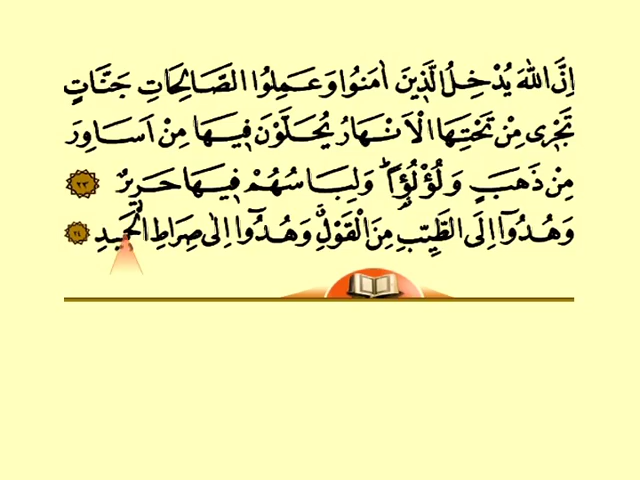 اِنَّ اللّٰهَ يُدْخِلُ الَّذ۪ينَ اٰمَنُوا وَعَمِلُوا الصَّالِحَاتِ جَنَّاتٍ
تَجْر۪ي مِنْ تَحْتِهَا الْاَنْهَارُ يُحَلَّوْنَ ف۪يهَا مِنْ اَسَاوِرَ
مِنْ ذَهَبٍ وَلُؤْلُؤًاۜ وَلِبَاسُهُمْ ف۪يهَا حَر۪يرٌ ٢٣
وَهُدُٓوا اِلَى الطَّيِّبِ مِنَ الْقَوْلِۚ وَهُدُٓوا اِلٰى صِرَاطِ الْحَم۪يدِ ٢٤